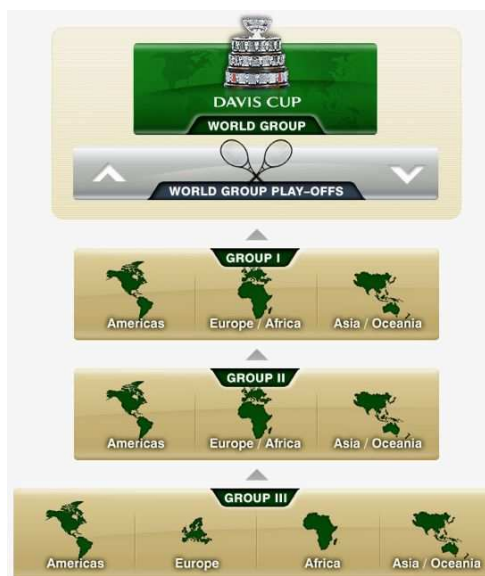 DAVIS CUP
WORLD GROUP
WORLD GROUP PLAY-OFFS
GROUP I
Americas Europe / Africa Asia / Oceania
GROUP II
Americas Europe / Africa Asia / Oceania
GROUP III
Americas Europe Africa Asia / Oceania